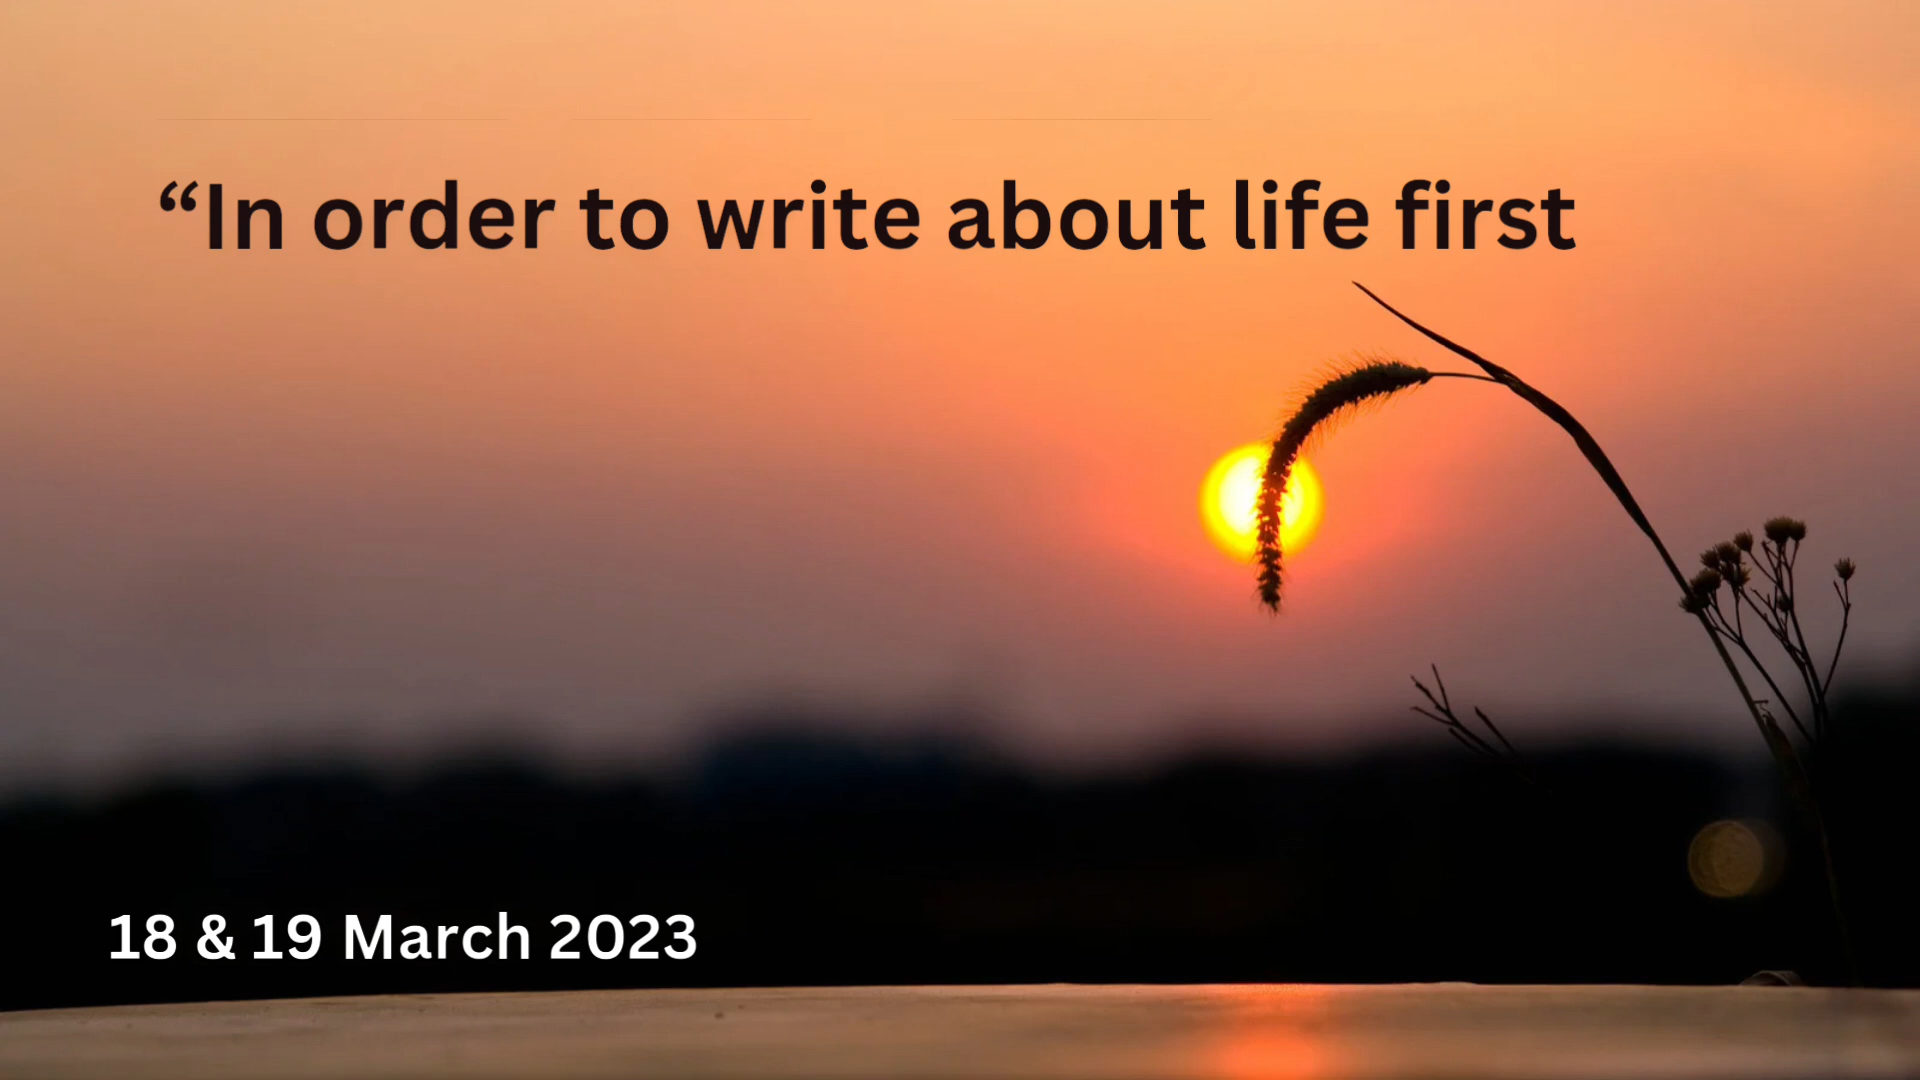 “In order to write about life first
18 & 19 March 2023